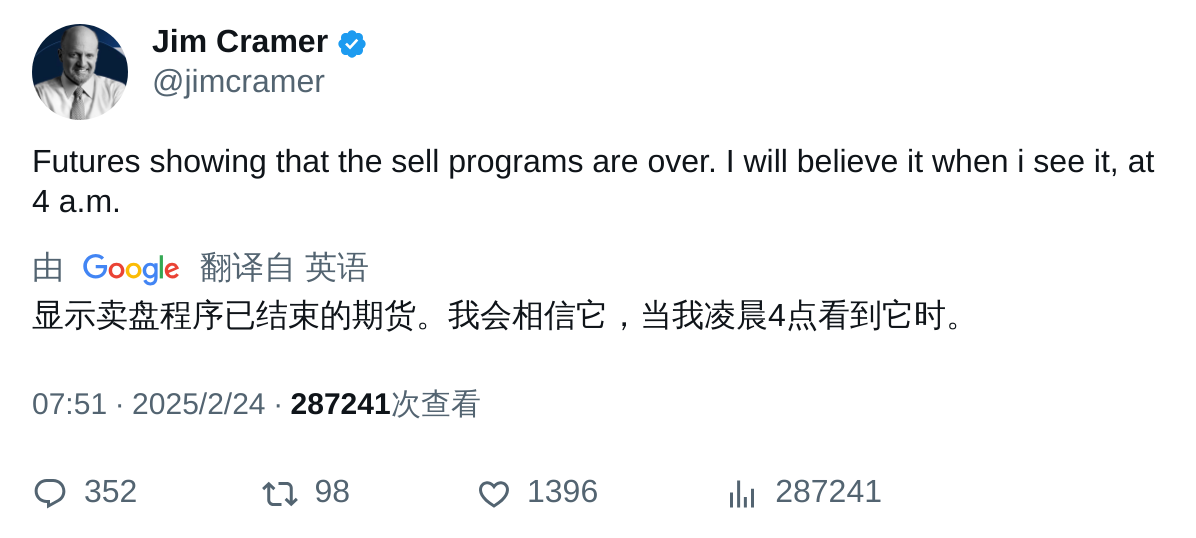 Jim Cramer
@jimcramer
Futures showing that the sell programs are over. I will believe it when i see it, at
4 a.m.
由 Google 翻译自 英语
显示卖盘程序已结束的期货。我会相信它，当我凌晨4点看到它时。
07:51 · 2025/2/24 · 287241次查看
352 98 1396 287241